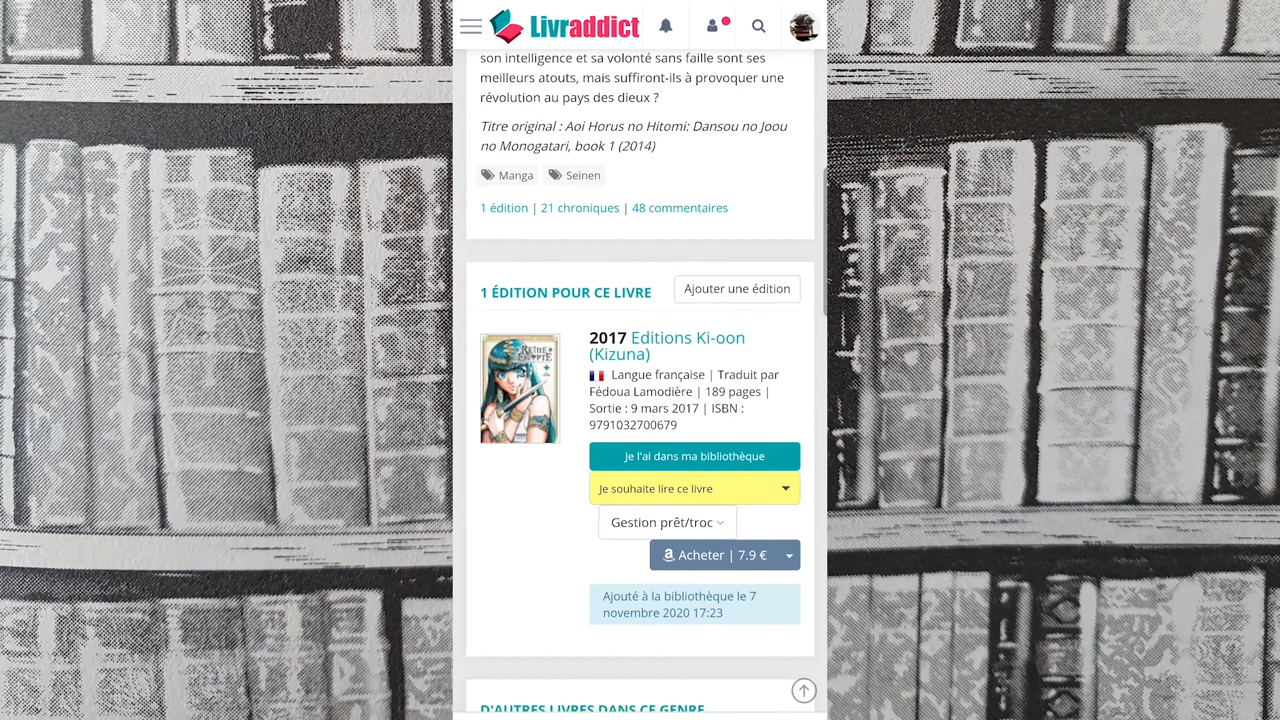 Livraddict
son intelligence et sa volonté sans faille sont ses
meilleurs atouts, mais suffiront-ils à provoquer une
révolution au pays des dieux ?
Titre original : Aoi Horus no Hitomi: Dansou no Joou
no Monogatari, book 1 (2014)
Manga Seinen
1 édition | 21 chroniques | 48 commentaires
1 ÉDITION POUR CE LIVRE
Ajouter une édition
REINE
EGYPTE
2017 Editions Ki-oon
(Kizuna)
Langue française | Traduit par
Fédoua Lamodière | 189 pages |
Sortie : 9 mars 2017 | ISBN :
9791032700679
Je l'ai dans ma bibliothèque
Je souhaite lire ce livre
Gestion prêt/troc
Acheter | 7.9 €
Ajouté à la bibliothèque le 7
novembre 2020 17:23
D'AUTRES LIVRES DANS CE GENRE